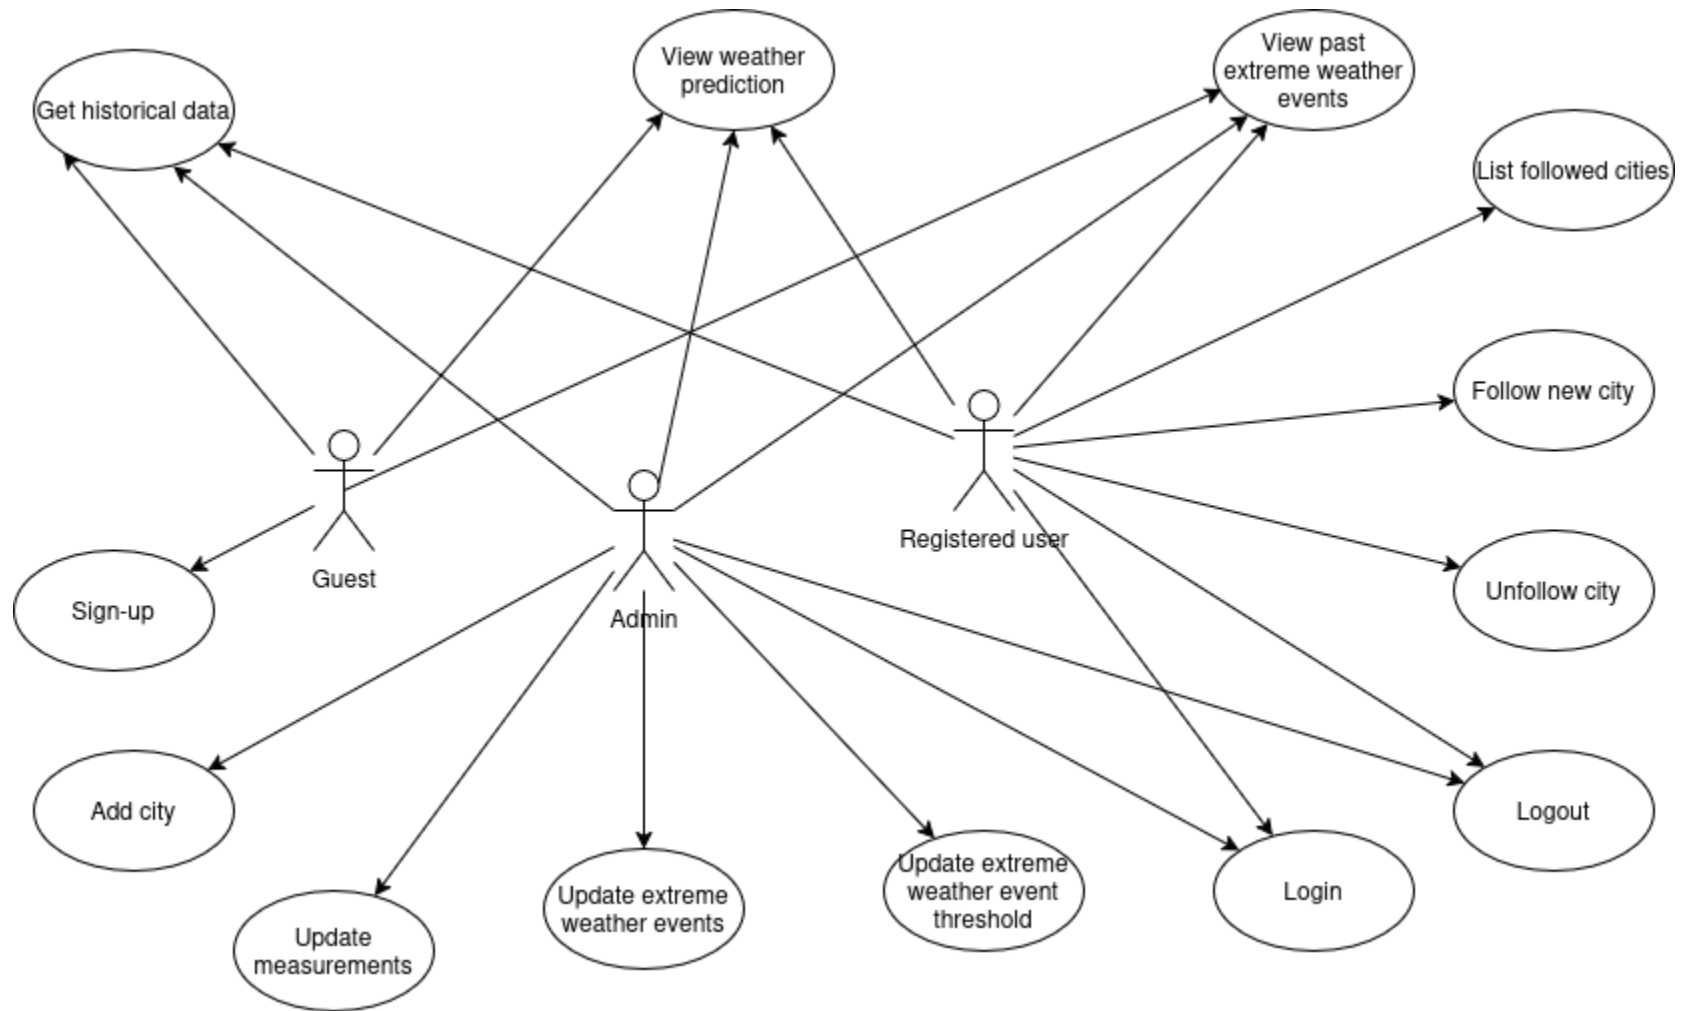 View past
extreme weather
events
View weather
prediction
Get historical data
List followed cities
Follow new city
Registered user
Guest
Unfollow city
Sign-up
Admin
Add city
Logout
Update extreme
weather event
threshold
Login
Update extreme
weather events
Update
measurements